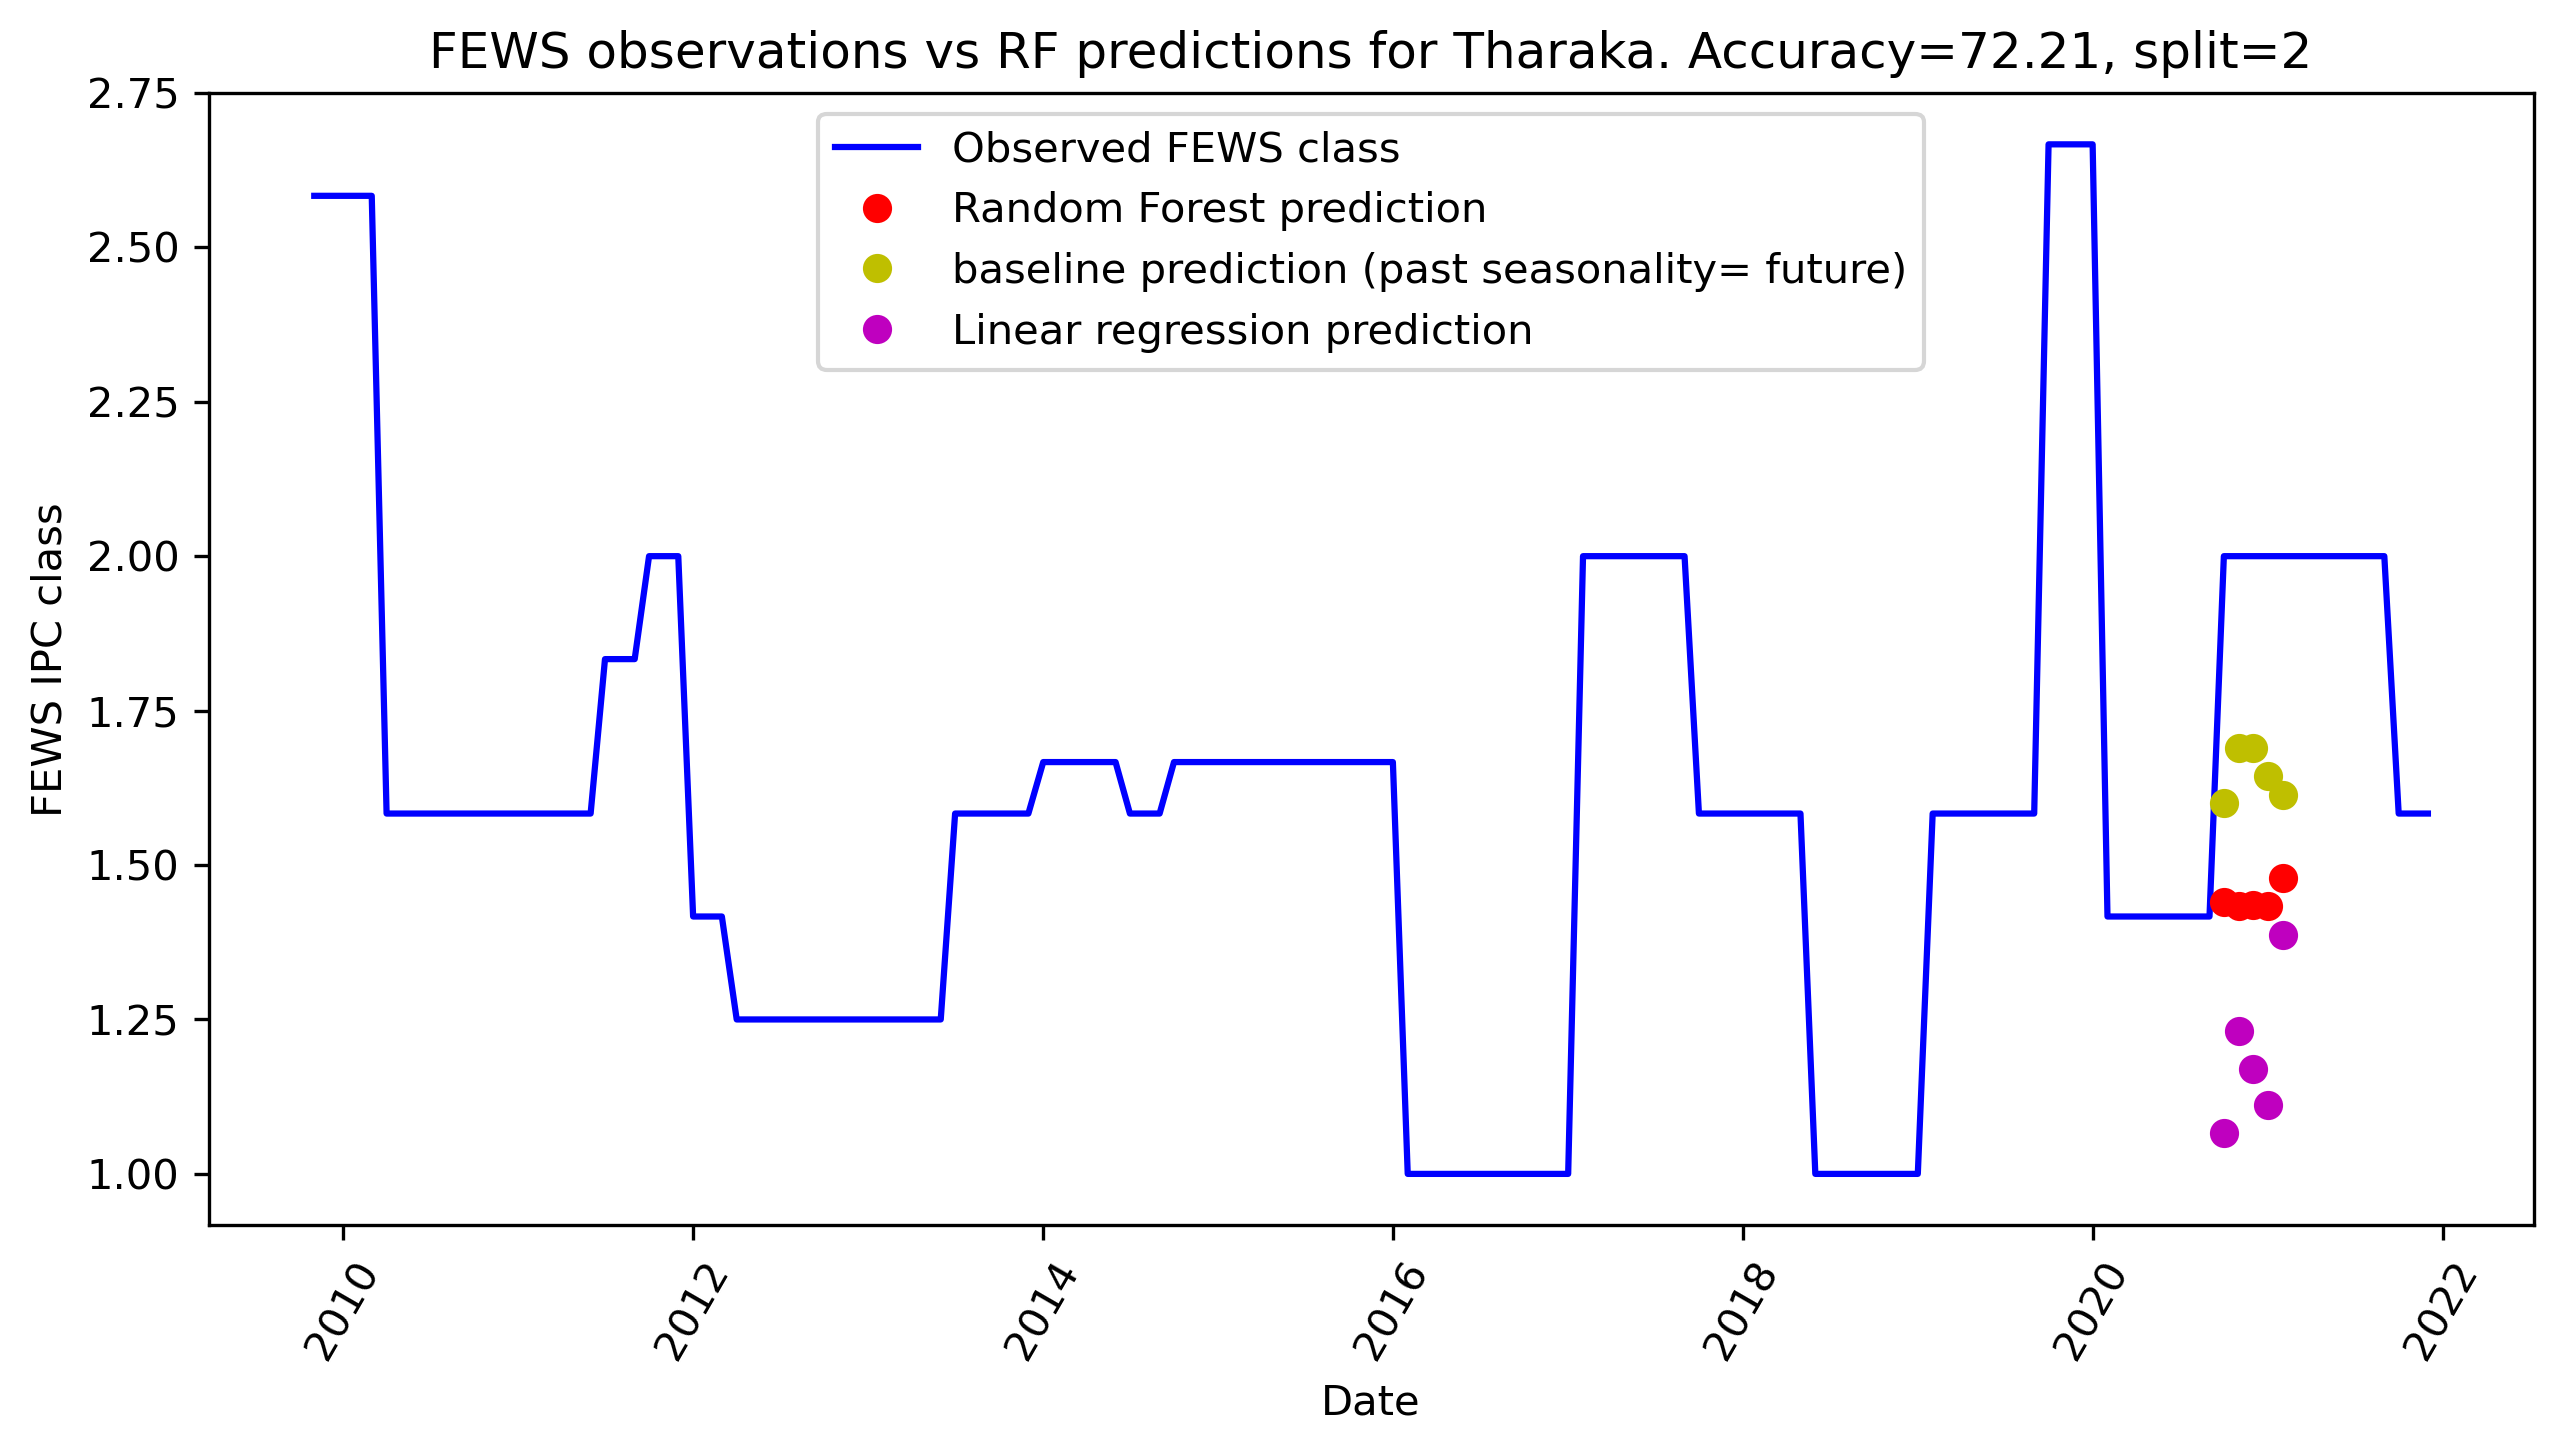 FEWS observations vs RF predictions for Tharaka. Accuracy=72.21, split=2
Observed FEWS class
Random Forest prediction
baseline prediction (past seasonality= future)
Linear regression prediction
FEWS IPC class
2.75
2.50
2.25
2.00
1.75
1.50
1.25
1.00
2010
2012
2014
2016
2018
2020
2022
Date